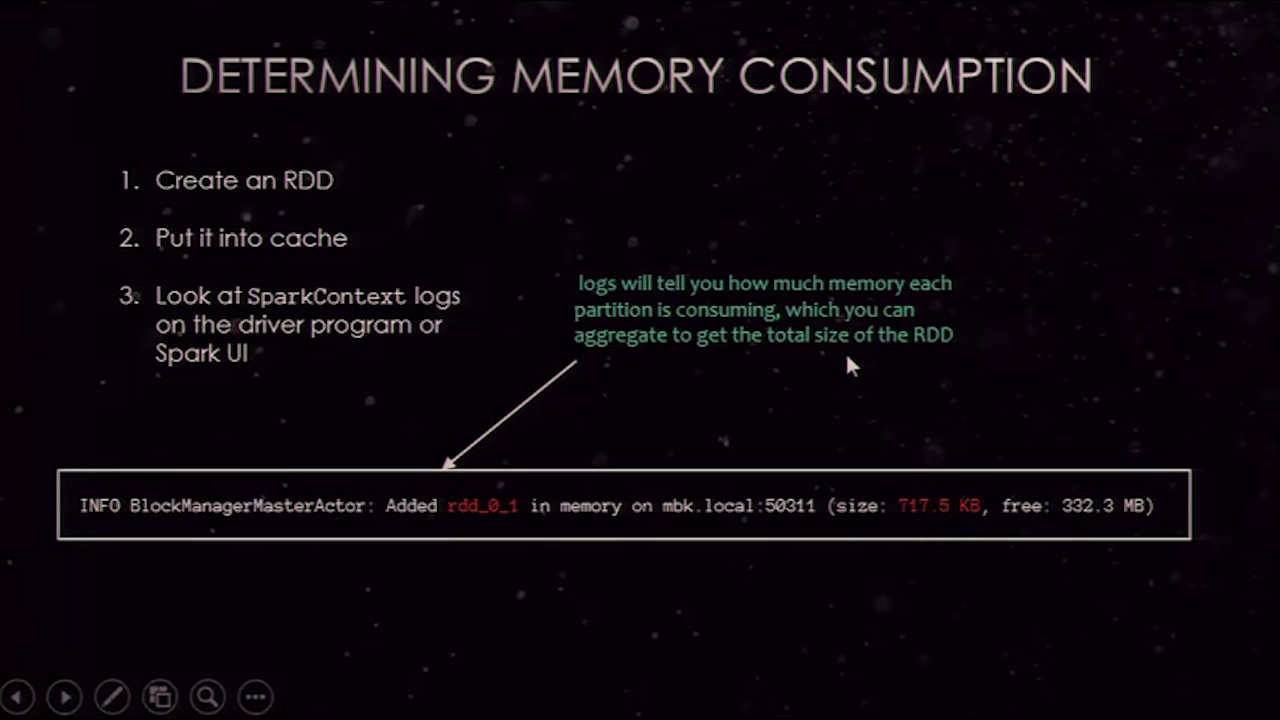 DETERMINING MEMORY CONSUMPTION
1. Create an RDD
2. Put it into cache
3. Look at SparkContext logs
on the driver program or
Spark UI
logs will tell you how much memory each
partition is consuming, which you can
aggregate to get the total size of the RDD
INFO BlockManagerMasterActor: Added rdd_0_1 in memory on mbk.local:50311 (size: 717.5 KB, free: 332.3 MB)